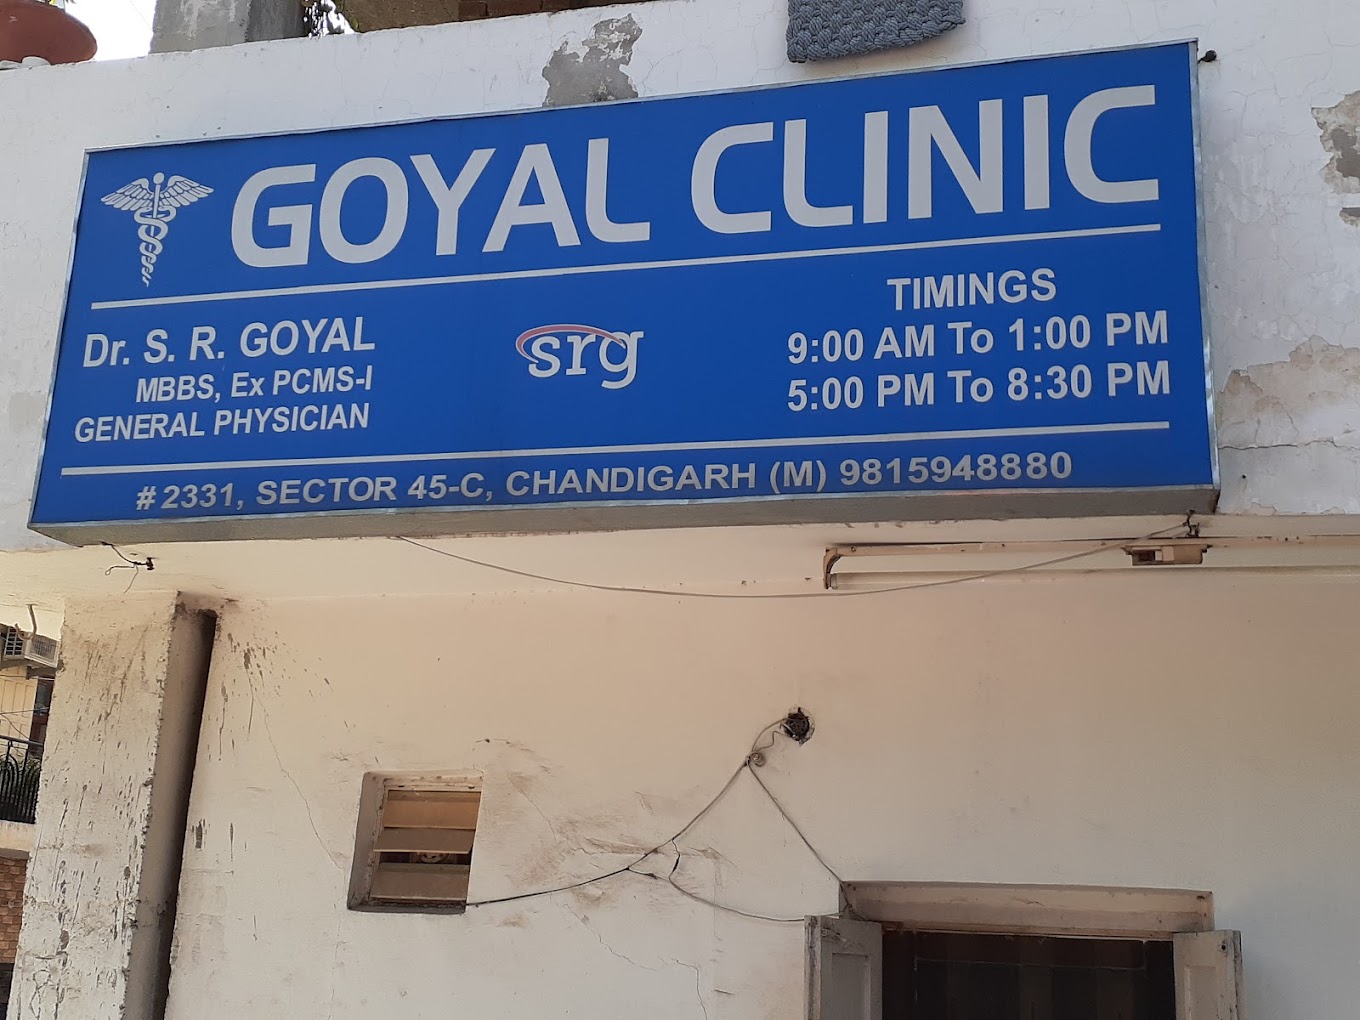 GOYAL CLINIC
Dr. S. R. GOYAL
MBBS, Ex PCMS-I
GENERAL PHYSICIAN
srg
TIMINGS
9:00 AM To 1:00 PM
5:00 PM To 8:30 PM
# 2331, SECTOR 45-C, CHANDIGARH (M) 9815948880